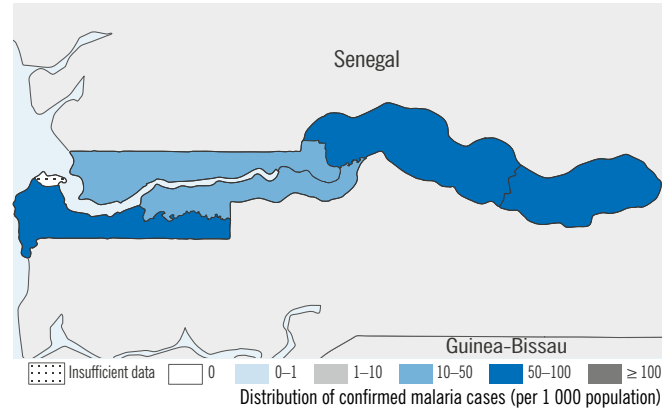 Senegal
Guinea-Bissau
Insufficient data 0 0–1 1–10 10–50 50–100 ≥ 100
Distribution of confirmed malaria cases (per 1 000 population)